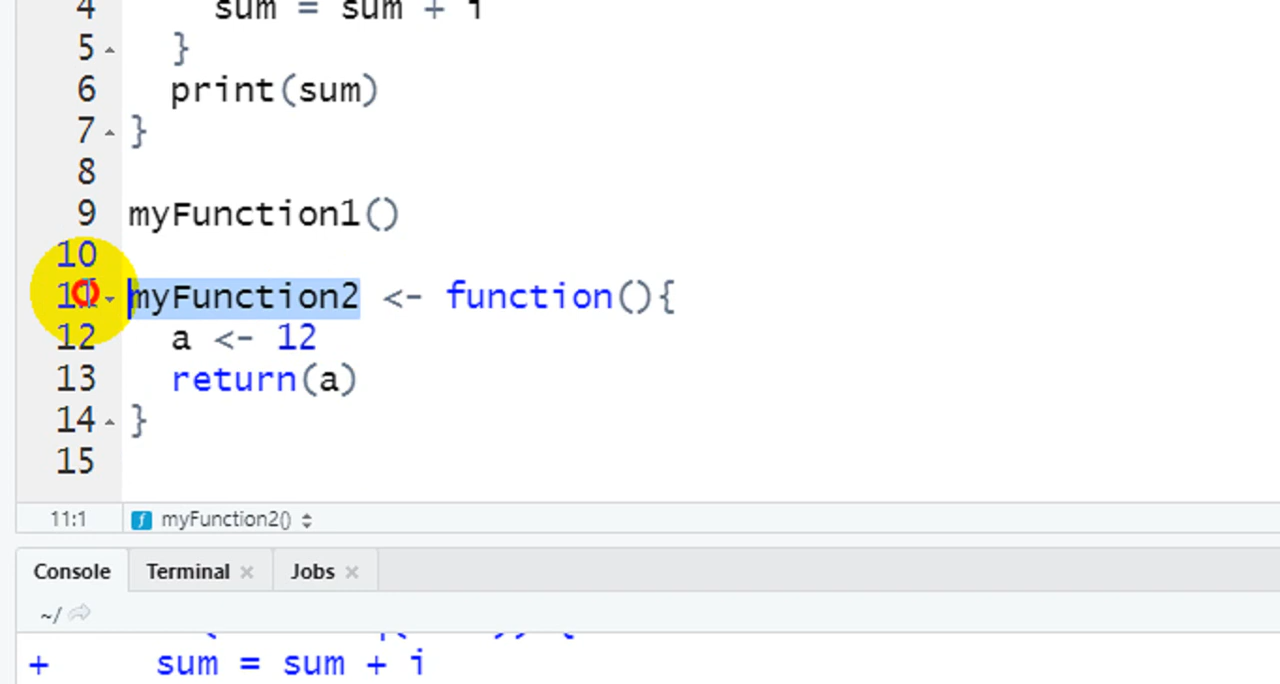 4 sum = sum + i
5 }
6 print(sum)
7 }
8
9 myFunction1()
10
11 myFunction2 <- function(){
12 a <- 12
13 return(a)
14 }
15
11:1 myFunction2()
Console Terminal Jobs
~/
+ sum = sum + i